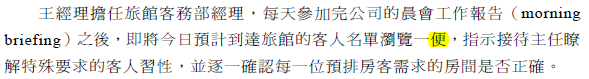 王經理擔任旅館客務部經理，每天參加完公司的晨會工作報告（morning
briefing）之後，即將今日預計到達旅館的客人名單瀏覽一便，指示接待主任瞭
解特殊要求的客人習性，並逐一確認每一位預排房客需求的房間是否正確。